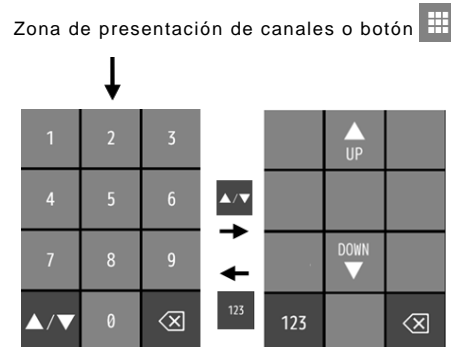 Zona de presentación de canales o botón
1 2 3
UP
4 5 6
▲/▼
7 8 9
DOWN
▲/▼ 0
123
123